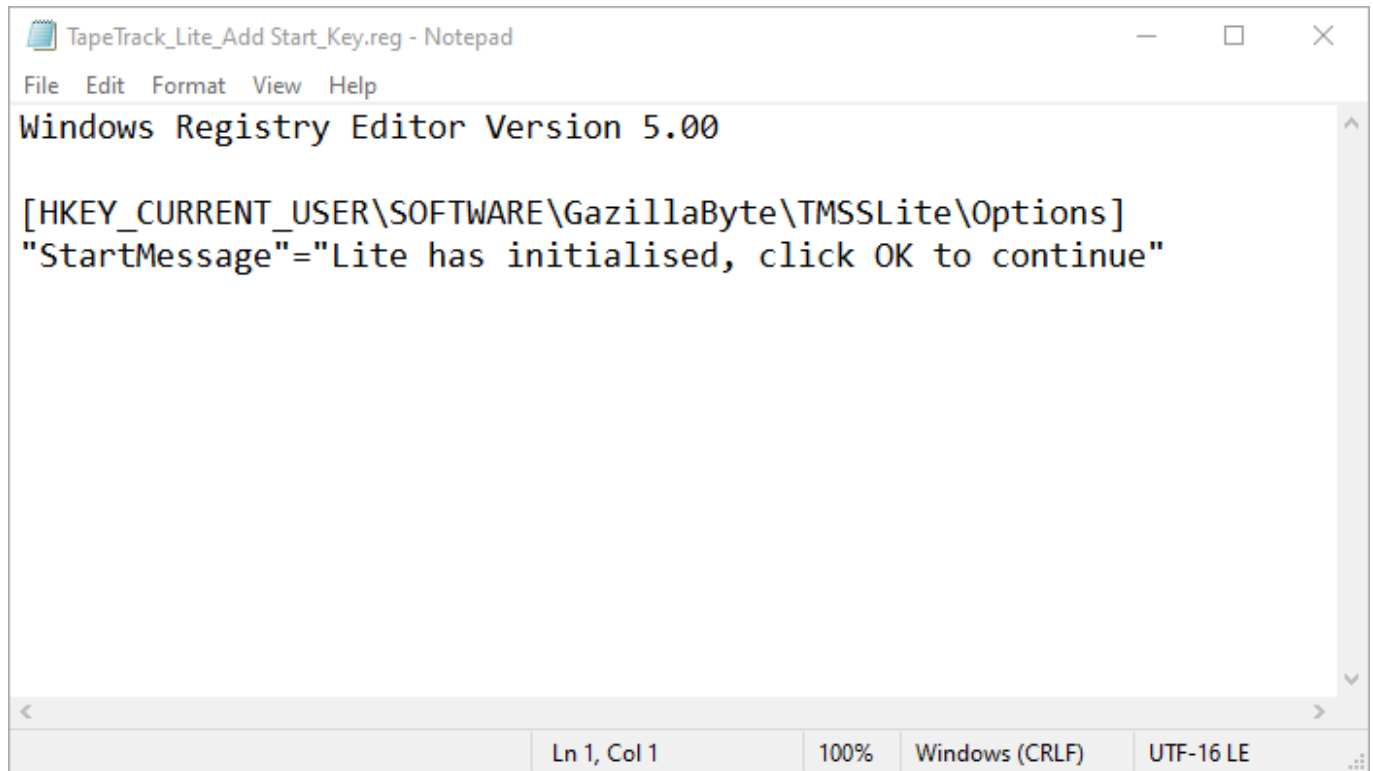 TapeTrack_Lite_Add Start_Key.reg - Notepad
File Edit Format View Help
Windows Registry Editor Version 5.00
[HKEY_CURRENT_USER\SOFTWARE\GazillaByte\TMSSLite\Options]
"StartMessage"="Lite has initialised, click OK to continue"
Ln 1, Col 1 100% Windows (CRLF) UTF-16 LE